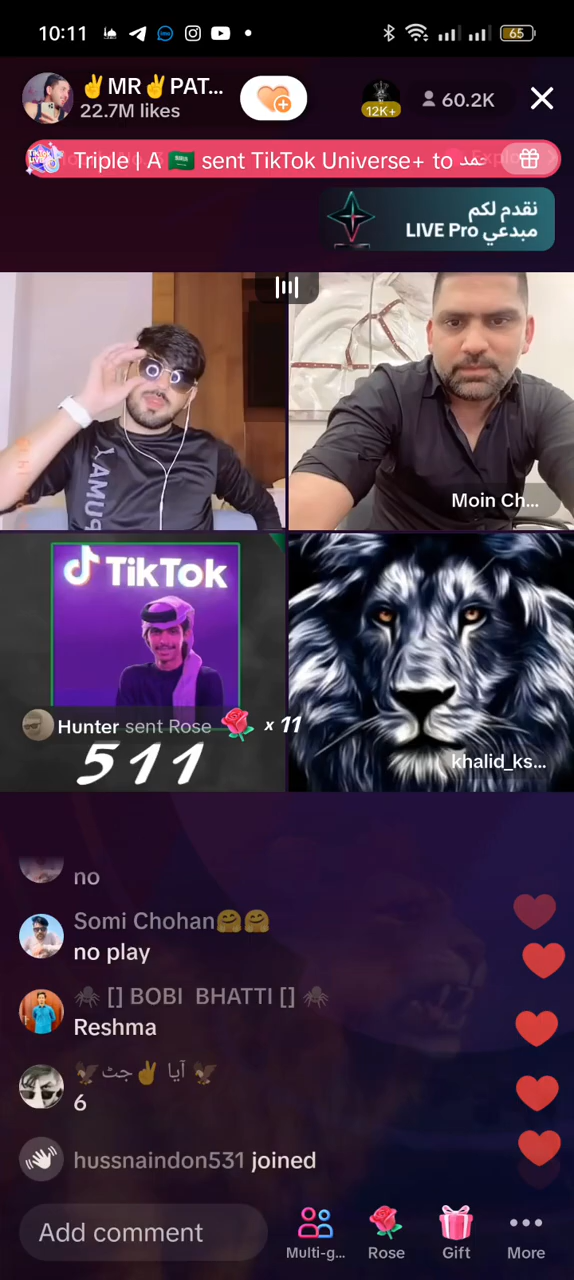 10:11
65
✌MR✌PAT...
22.7M likes
12K+
60.2K
Triple | A 🇸🇦 sent TikTok Universe+ to حمد
نقدم لكم
مبدعي LIVE Pro
PUMA
Moin Ch...
TikTok
Hunter sent Rose 🌹 x 11
511
khalid_ks...
no
Somi Chohan🤗🤗
no play
🕷 [] BOBI BHATTI [] 🕷
Reshma
🦅 آیا ✌جٹ 🦅
6
hussnaindon531 joined
Add comment
Multi-g...
Rose
Gift
More